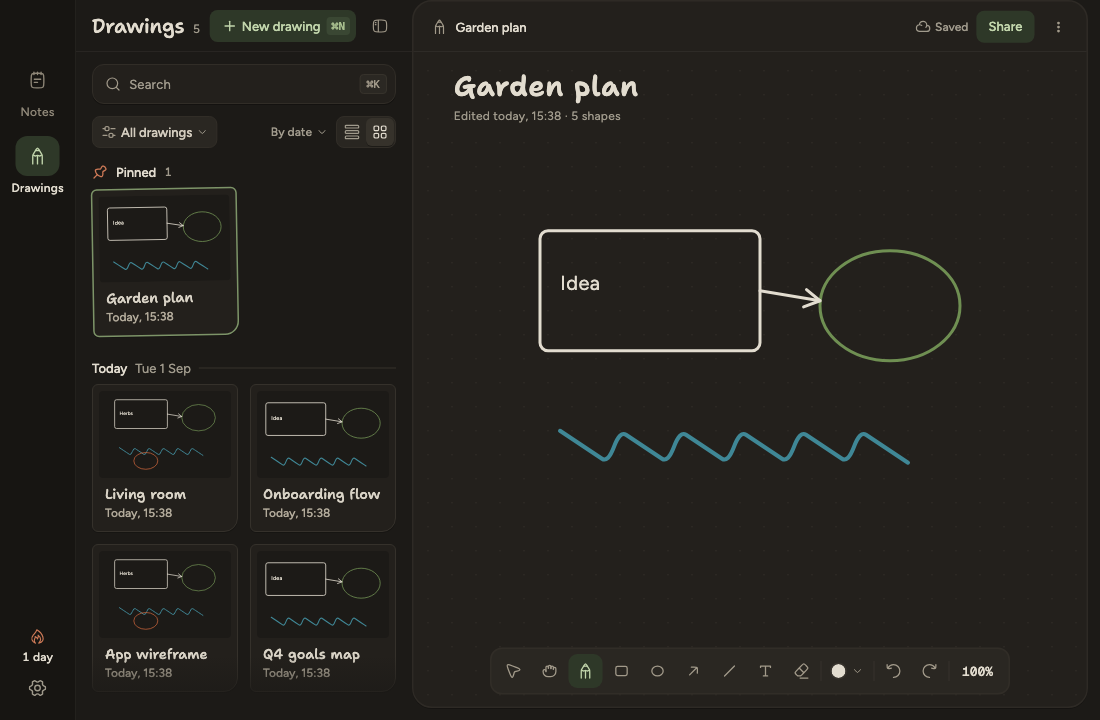 Drawings 5
New drawing ⌘N
Garden plan
Saved
Share
Notes
Drawings
Search ⌘K
All drawings
By date
Pinned 1
Idea
Garden plan
Today, 15:38
Today Tue 1 Sep
Herbs
Living room
Today, 15:38
Idea
Onboarding flow
Today, 15:38
Herbs
App wireframe
Today, 15:38
Idea
Q4 goals map
Today, 15:38
1 day
Garden plan
Edited today, 15:38 · 5 shapes
Idea
100%